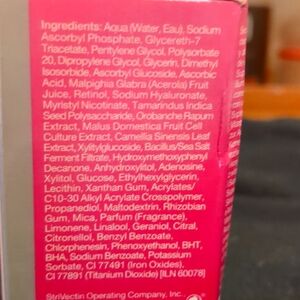 Ingredients: Aqua (Water, Eau), Sodium
Ascorbyl Phosphate, Glycereth-7
Triacetate, Pentylene Glycol, Polysorbate
20, Dipropylene Glycol, Glycerin, Dimethyl
Isosorbide, Ascorbyl Glucoside, Ascorbic
Acid, Malpighia Glabra (Acerola) Fruit
Juice, Retinol, Sodium Hyaluronate,
Myristyl Nicotinate, Tamarindus Indica
Seed Polysaccharide, Orobanche Rapum
Extract, Malus Domestica Fruit Cell
Culture Extract, Camellia Sinensis Leaf
Extract, Xylitylglucoside, Bacillus/Sea Salt
Ferment Filtrate, Hydroxymethoxyphenyl
Decanone, Anhydroxylitol, Adenosine,
Xylitol, Glucose, Ethylhexylglycerin,
Lecithin, Xanthan Gum, Acrylates/
C10-30 Alkyl Acrylate Crosspolymer,
Propanediol, Maltodextrin, Rhizobian
Gum, Mica, Parfum (Fragrance),
Limonene, Linalool, Geraniol, Citral,
Citronellol, Benzyl Benzoate,
Chlorphenesin, Phenoxyethanol, BHT,
BHA, Sodium Benzoate, Potassium
Sorbate, CI 77491 (Iron Oxides),
CI 77891 (Titanium Dioxide) [ILN 60078]
StriVectin Operating Company, Inc.